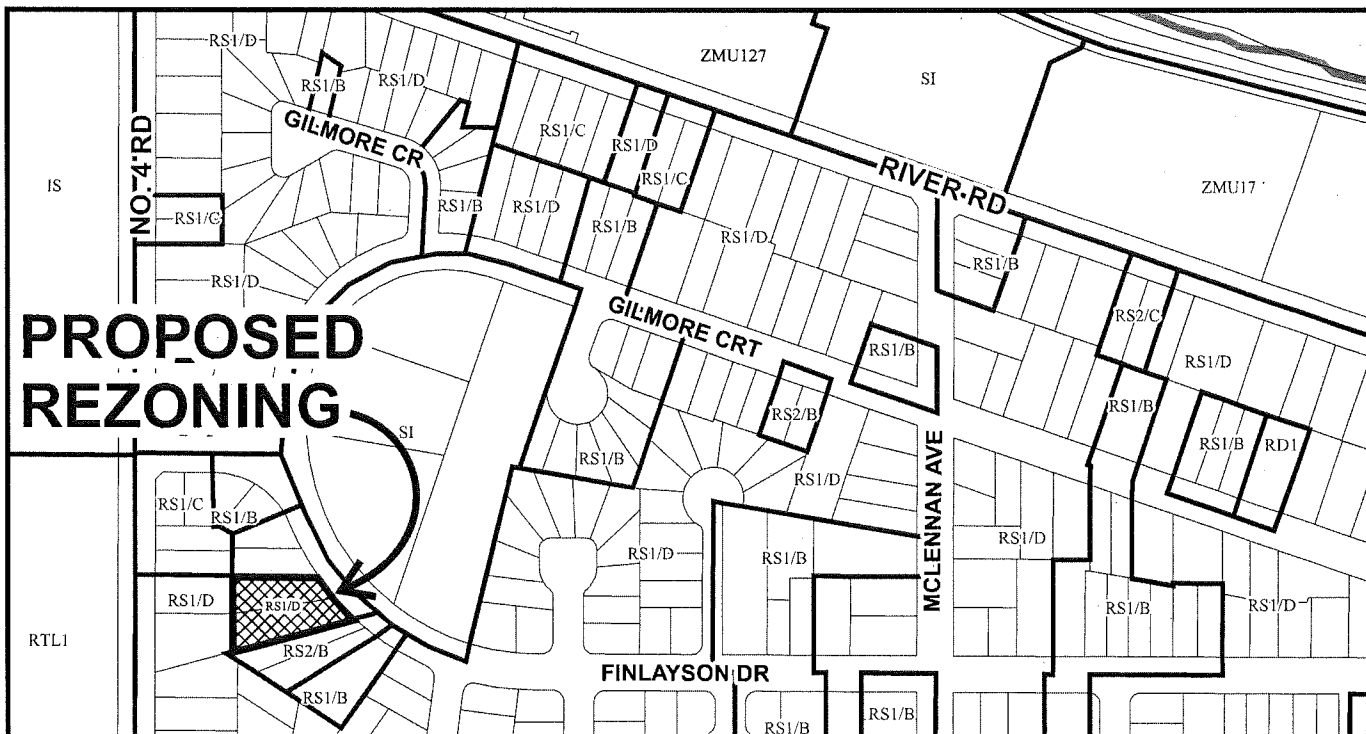 RS1/D
ZMU127
SI
RS1/B
RS1/D
GILMORE CR
NO. 4 RD
RS1/C
RS1/D
RS1/C
RIVER RD
IS
ZMU17
RS1/C
RS1/B
RS1/D
RS1/B
RS1/D
RS1/B
RS1/D
GILMORE CRT
RS2/C
PROPOSED
REZONING
RS1/B
RS1/D
RS2/B
RS1/B
SI
RS1/B
RS1/B
RD1
MCLENNAN AVE
RS1/D
RS1/C
RS1/B
RS1/D
RS1/B
RS1/D
RS1/D
RS1/D
RS1/B
RS1/D
RTL1
RS2/B
FINLAYSON DR
RS1/B
RS1/B
RS1/B